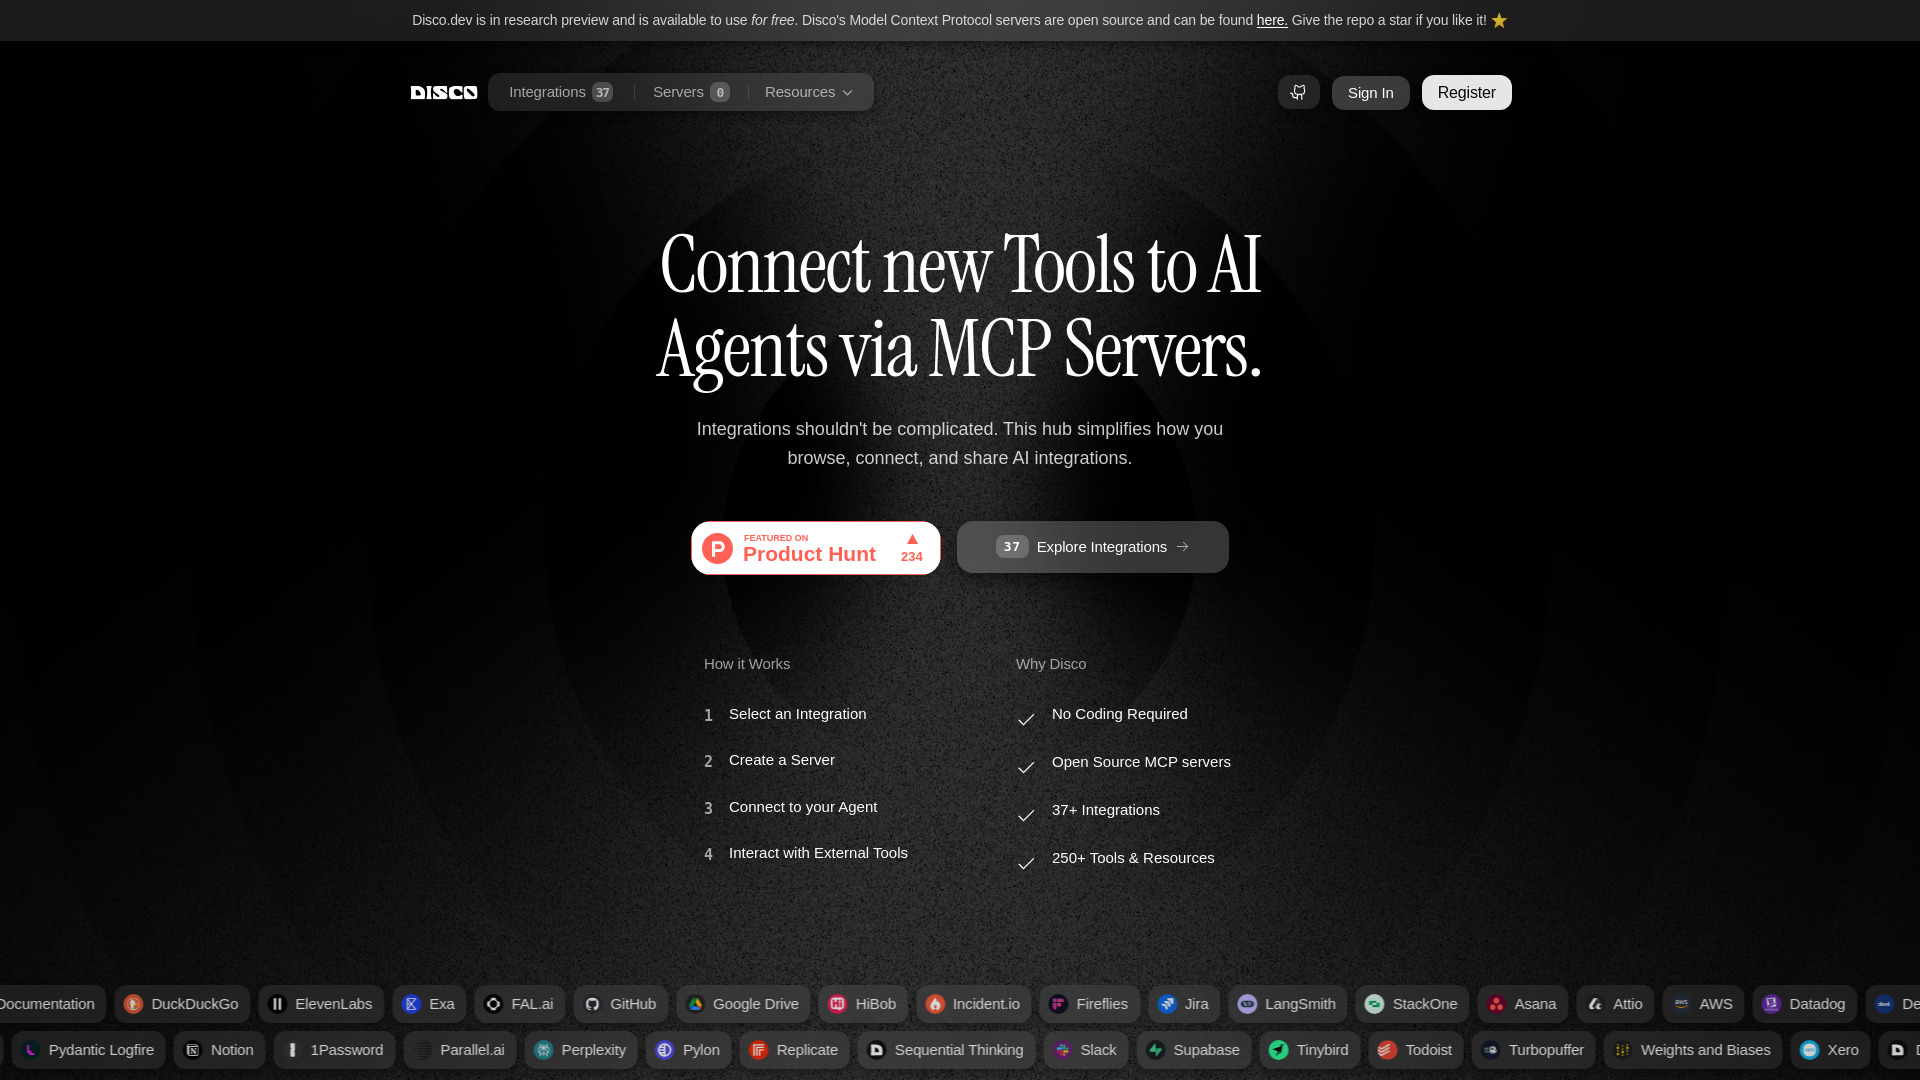 Disco.dev is in research preview and is available to use for free. Disco's Model Context Protocol servers are open source and can be found here. Give the repo a star if you like it! ⭐
DISCO
Integrations 37
Servers 0
Resources
Sign In
Register
Connect new Tools to AI
Agents via MCP Servers.
Integrations shouldn't be complicated. This hub simplifies how you
browse, connect, and share AI integrations.
P
FEATURED ON
Product Hunt
234
37 Explore Integrations →
How it Works
1 Select an Integration
2 Create a Server
3 Connect to your Agent
4 Interact with External Tools
Why Disco
No Coding Required
Open Source MCP servers
37+ Integrations
250+ Tools & Resources
Documentation
DuckDuckGo
ElevenLabs
Exa
FAL.ai
GitHub
Google Drive
HiBob
Incident.io
Fireflies
Jira
LangSmith
StackOne
Asana
Attio
AWS
Datadog
De
Pydantic Logfire
Notion
1Password
Parallel.ai
Perplexity
Pylon
Replicate
Sequential Thinking
Slack
Supabase
Tinybird
Todoist
Turbopuffer
Weights and Biases
Xero